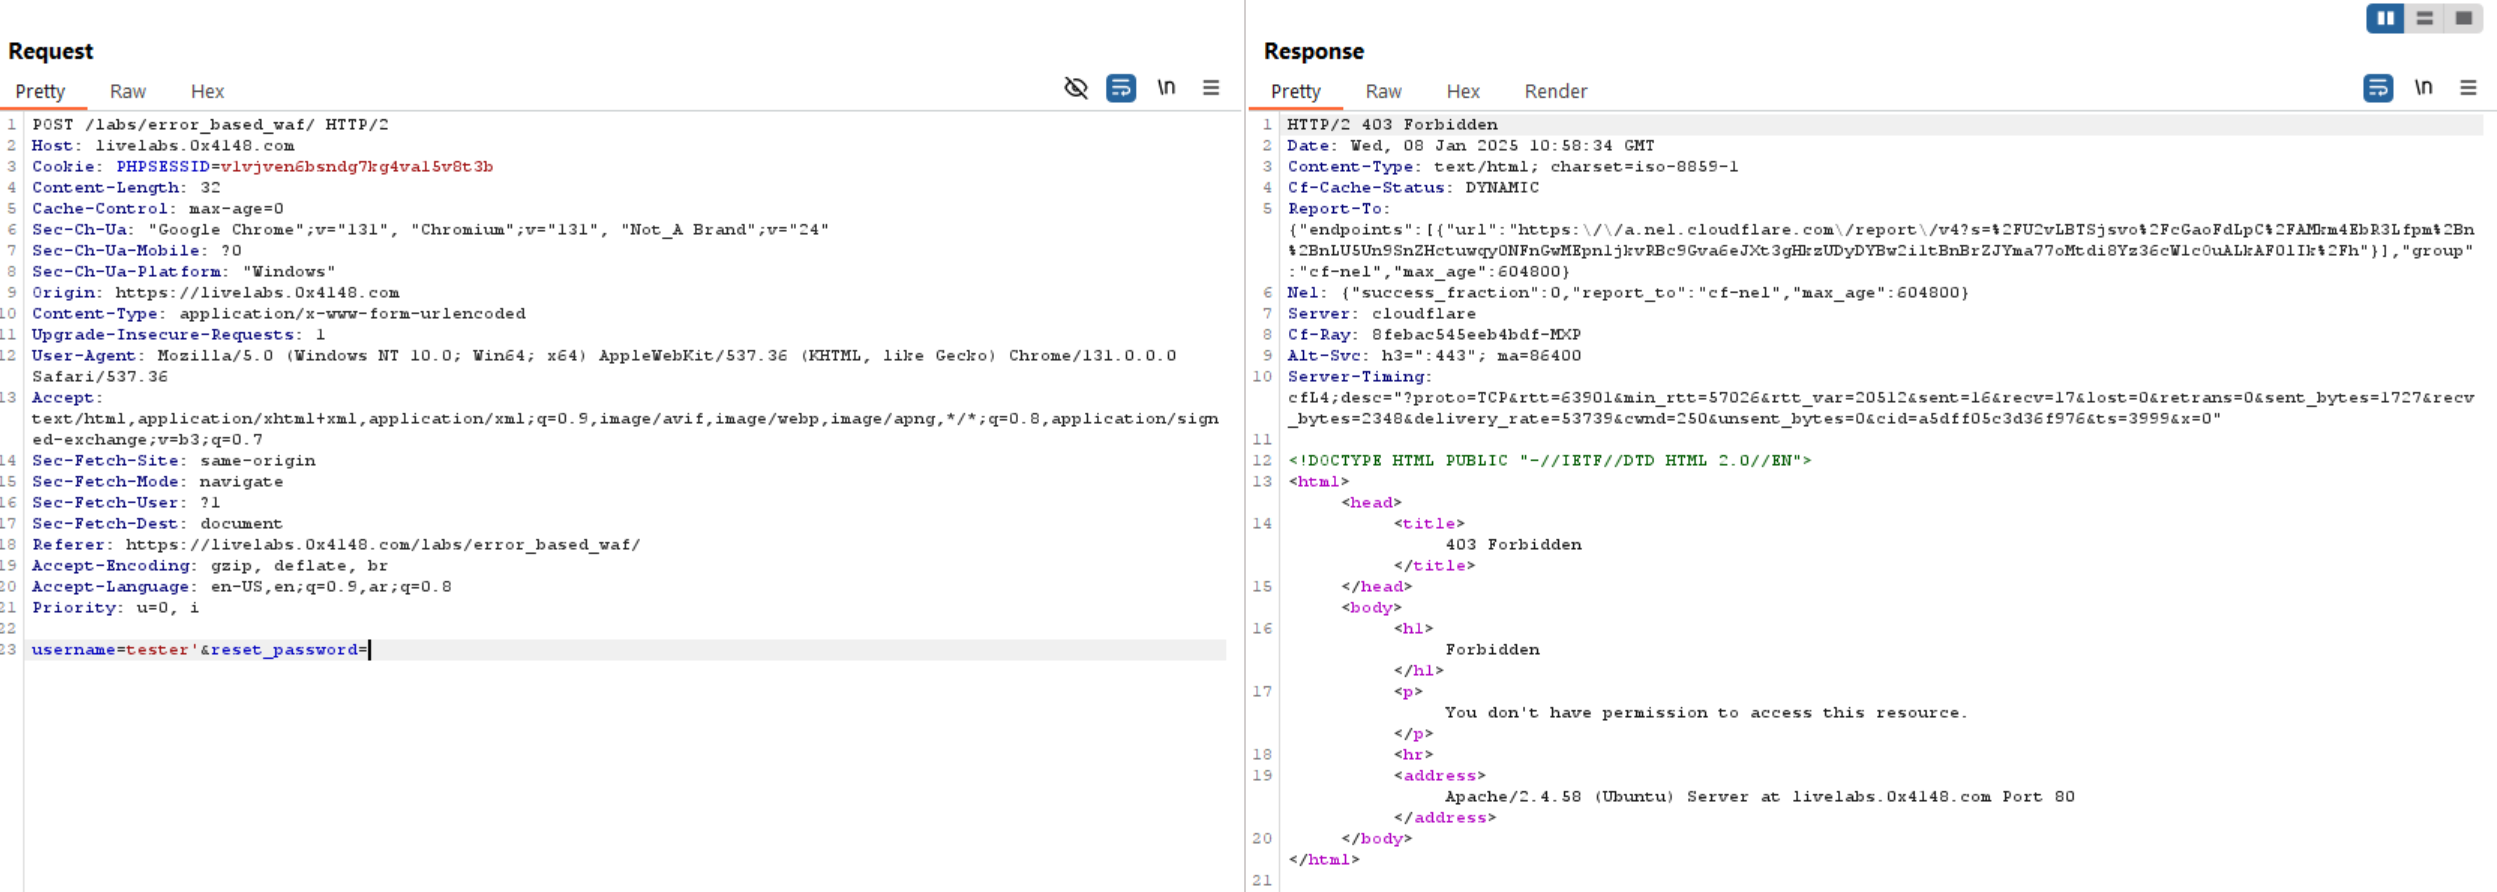 Request
Pretty Raw Hex
\n
1 POST /labs/error_based_waf/ HTTP/2
2 Host: livelabs.0x4148.com
3 Cookie: PHPSESSID=vlvjven6bsndg7kg4val5v8t3b
4 Content-Length: 32
5 Cache-Control: max-age=0
6 Sec-Ch-Ua: "Google Chrome";v="131", "Chromium";v="131", "Not_A Brand";v="24"
7 Sec-Ch-Ua-Mobile: ?0
8 Sec-Ch-Ua-Platform: "Windows"
9 Origin: https://livelabs.0x4148.com
10 Content-Type: application/x-www-form-urlencoded
11 Upgrade-Insecure-Requests: 1
12 User-Agent: Mozilla/5.0 (Windows NT 10.0; Win64; x64) AppleWebKit/537.36 (KHTML, like Gecko) Chrome/131.0.0.0
Safari/537.36
13 Accept:
text/html,application/xhtml+xml,application/xml;q=0.9,image/avif,image/webp,image/apng,*/*;q=0.8,application/sign
ed-exchange;v=b3;q=0.7
14 Sec-Fetch-Site: same-origin
15 Sec-Fetch-Mode: navigate
16 Sec-Fetch-User: ?1
17 Sec-Fetch-Dest: document
18 Referer: https://livelabs.0x4148.com/labs/error_based_waf/
19 Accept-Encoding: gzip, deflate, br
20 Accept-Language: en-US,en;q=0.9,ar;q=0.8
21 Priority: u=0, i
22
23 username=tester'&reset_password=
Response
Pretty Raw Hex Render
\n
1 HTTP/2 403 Forbidden
2 Date: Wed, 08 Jan 2025 10:58:34 GMT
3 Content-Type: text/html; charset=iso-8859-1
4 Cf-Cache-Status: DYNAMIC
5 Report-To:
{"endpoints":[{"url":"https:\/\/a.nel.cloudflare.com\/report\/v4?s=%2FU2vLBTSjsvo%2FcGaoFdLpC%2FAMkm4EbR3Lfpm%2Bn
%2BnLU5Un9SnZHctuwqy0NFnGwMEpnljkvRBc9Gva6eJXt3gHkzUDyDYBw2iltBnBrZJYma77oMtdi8Yz36cWlc0uALkAF0lIk%2Fh"}],"group"
:"cf-nel","max_age":604800}
6 Nel: {"success_fraction":0,"report_to":"cf-nel","max_age":604800}
7 Server: cloudflare
8 Cf-Ray: 8febac545eeb4bdf-MXP
9 Alt-Svc: h3=":443"; ma=86400
10 Server-Timing:
cfL4;desc="?proto=TCP&rtt=63901&min_rtt=57026&rtt_var=20512&sent=16&recv=17&lost=0&retrans=0&sent_bytes=1727&recv
_bytes=2348&delivery_rate=53739&cwnd=250&unsent_bytes=0&cid=a5dff05c3d36f976&ts=3999&x=0"
11
12 <!DOCTYPE HTML PUBLIC "-//IETF//DTD HTML 2.0//EN">
13 <html>
<head>
14 <title>
403 Forbidden
</title>
15 </head>
<body>
16 <h1>
Forbidden
</h1>
17 <p>
You don't have permission to access this resource.
</p>
18 <hr>
19 <address>
Apache/2.4.58 (Ubuntu) Server at livelabs.0x4148.com Port 80
</address>
20 </body>
</html>
21